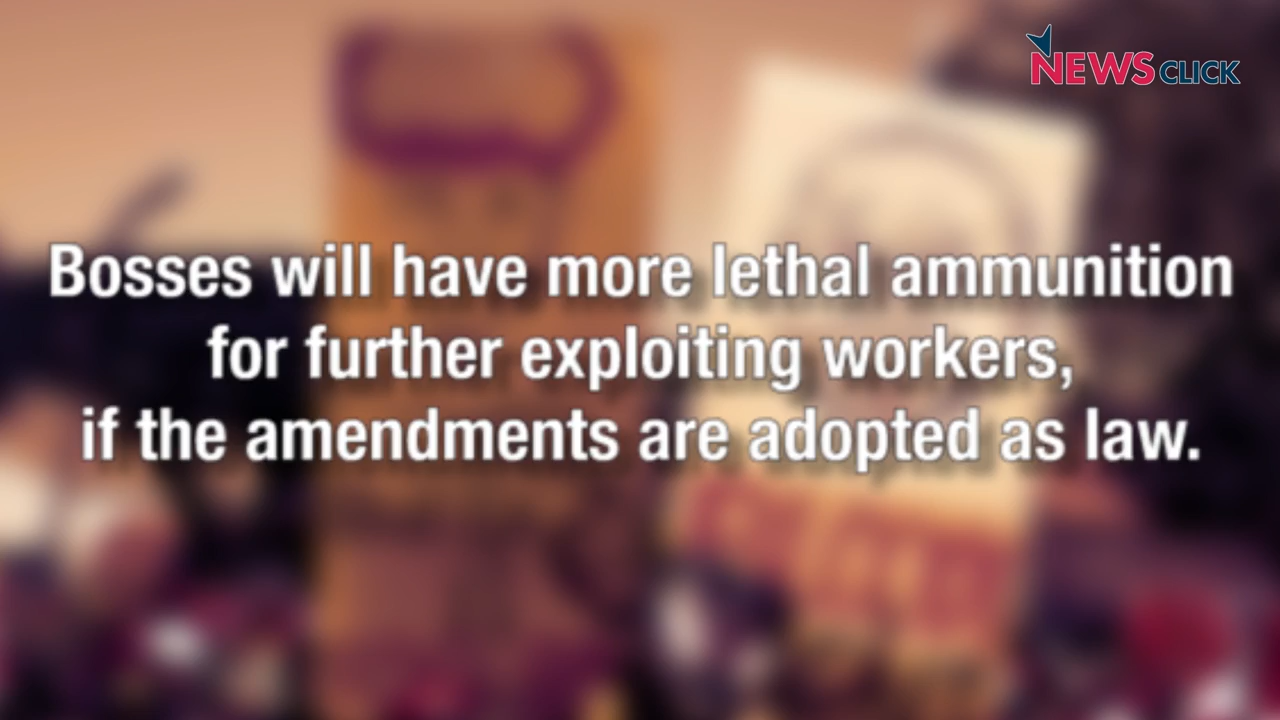 NEWSCLICK
Bosses will have more lethal ammunition
for further exploiting workers,
if the amendments are adopted as law.